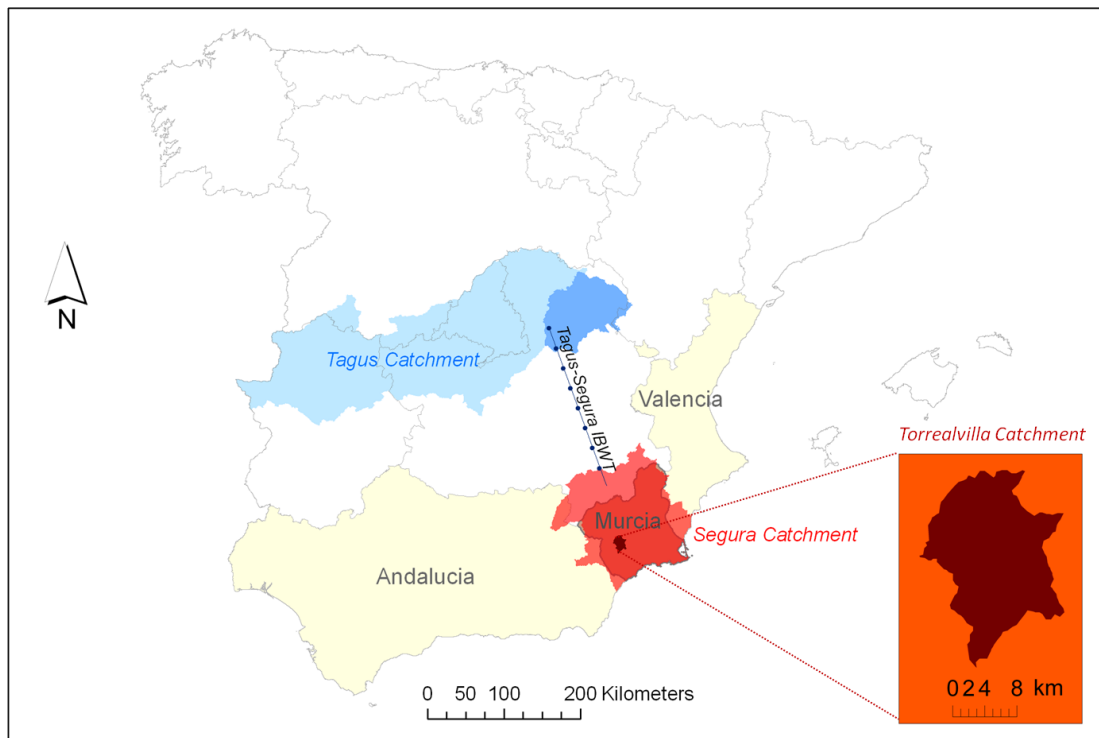 N
Tagus Catchment
Tagus-Segura IBWT
Valencia
Torrealvilla Catchment
Murcia
Segura Catchment
Andalucia
0 50 100 200 Kilometers
0 2 4 8 km